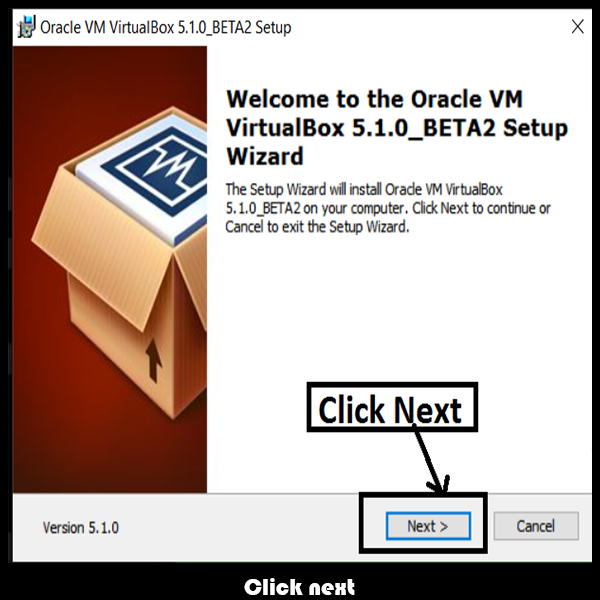 Oracle VM VirtualBox 5.1.0_BETA2 Setup
Welcome to the Oracle VM
VirtualBox 5.1.0_BETA2 Setup
Wizard
The Setup Wizard will install Oracle VM VirtualBox
5.1.0_BETA2 on your computer. Click Next to continue or
Cancel to exit the Setup Wizard.
Click Next
Version 5.1.0
Next >
Cancel
Click next